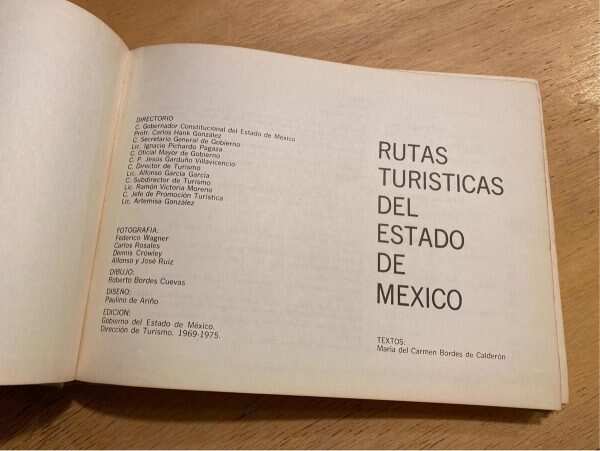 DIRECTORIO
C. Gobernador Constitucional del Estado de México
Profr. Carlos Hank González
C. Secretario General de Gobierno
Lic. Ignacio Pichardo Pagaza
C. Oficial Mayor de Gobierno
C. P. Jesús Garduño Villavicencio
C. Director de Turismo
Lic. Alfonso García García
C. Subdirector de Turismo
Lic. Ramón Victoria Moreno
C. Jefe de Promoción Turística
Lic. Artemisa González
FOTOGRAFIA:
Federico Wagner
Carlos Rosales
Dennis Crowley
Alfonso y José Ruiz
DIBUJO:
Roberto Bordes Cuevas
DISEÑO:
Paulino de Ariño
EDICION:
Gobierno del Estado de México.
Dirección de Turismo. 1969-1975.
RUTAS
TURISTICAS
DEL
ESTADO
DE
MEXICO
TEXTOS:
María del Carmen Bordes de Calderón